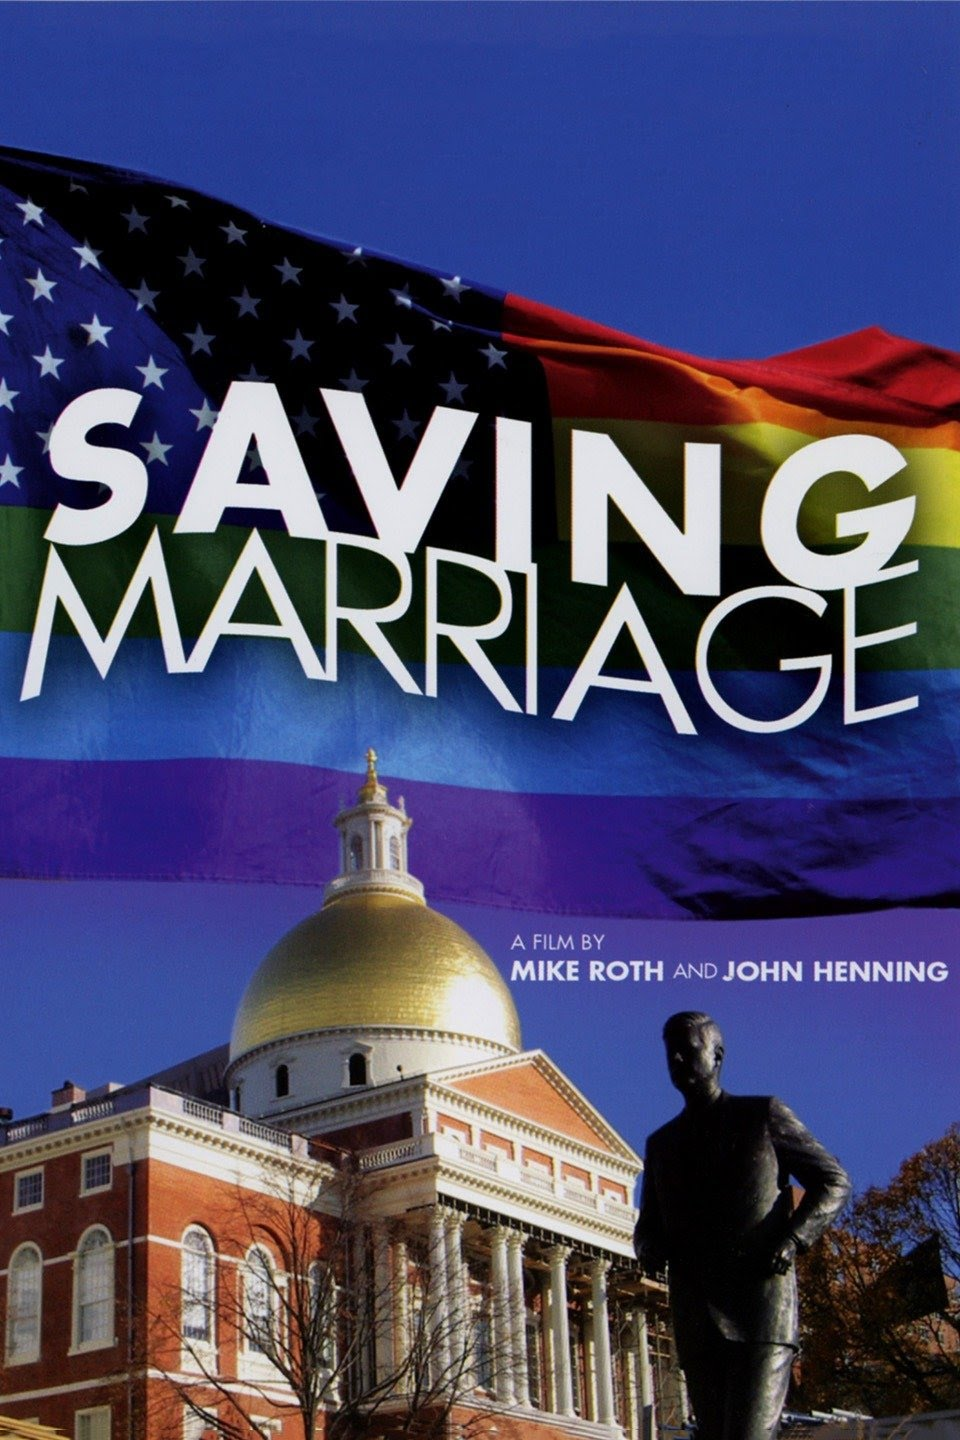 SAVING
MARRIAGE
A FILM BY
MIKE ROTH AND JOHN HENNING